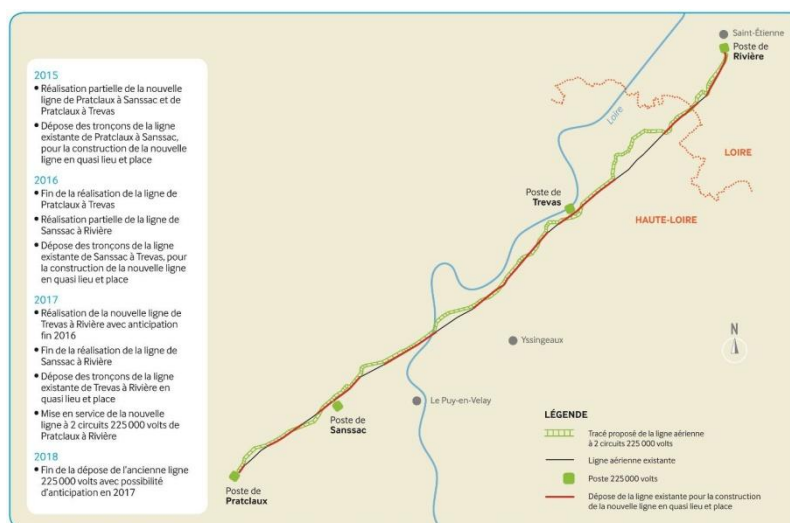 2015
• Réalisation partielle de la nouvelle
ligne de Pratclaux à Sanssac et de
Pratclaux à Trevas
• Dépose des tronçons de la ligne
existante de Pratclaux à Sanssac,
pour la construction de la nouvelle
ligne en quasi lieu et place
2016
• Fin de la réalisation de la ligne de
Pratclaux à Trevas
• Réalisation partielle de la ligne de
Sanssac à Rivière
• Dépose des tronçons de la ligne
existante de Sanssac à Trevas, pour
la construction de la nouvelle ligne
en quasi lieu et place
2017
• Réalisation de la nouvelle ligne de
Trevas à Rivière avec anticipation
fin 2016
• Fin de la réalisation de la ligne de
Sanssac à Rivière
• Dépose des tronçons de la ligne
existante de Trevas à Rivière en
quasi lieu et place
• Mise en service de la nouvelle
ligne à 2 circuits 225 000 volts de
Pratclaux à Rivière
2018
• Fin de la dépose de l'ancienne ligne
225 000 volts avec possibilité
d'anticipation en 2017
Saint-Étienne
Poste de
Rivière
Loire
LOIRE
Poste de
Trevas
HAUTE-LOIRE
N
Yssingeaux
Le Puy-en-Velay
Poste de
Sanssac
Poste de
Pratclaux
LÉGENDE
Tracé proposé de la ligne aérienne
à 2 circuits 225 000 volts
Ligne aérienne existante
Poste 225 000 volts
Dépose de la ligne existante pour la construction
de la nouvelle ligne en quasi lieu et place